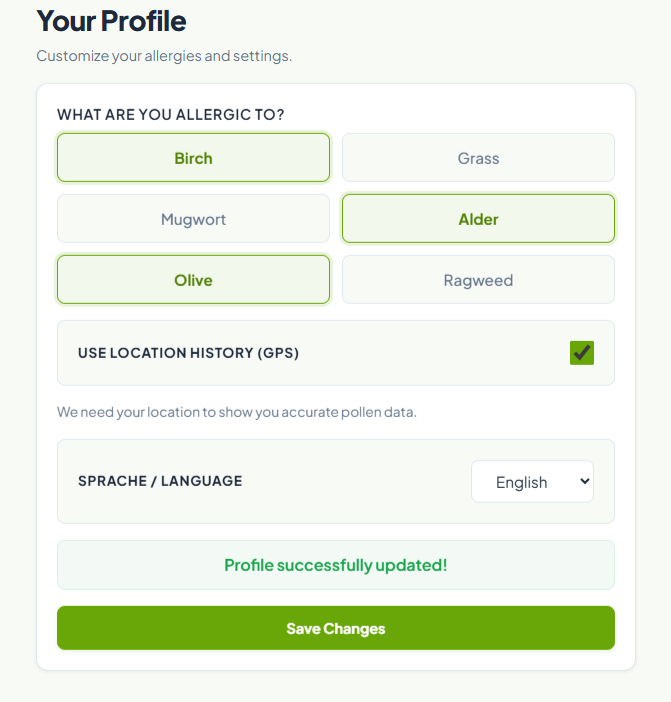 Your Profile
Customize your allergies and settings.
WHAT ARE YOU ALLERGIC TO?
Birch
Grass
Mugwort
Alder
Olive
Ragweed
USE LOCATION HISTORY (GPS)
We need your location to show you accurate pollen data.
SPRACHE / LANGUAGE
English
Profile successfully updated!
Save Changes